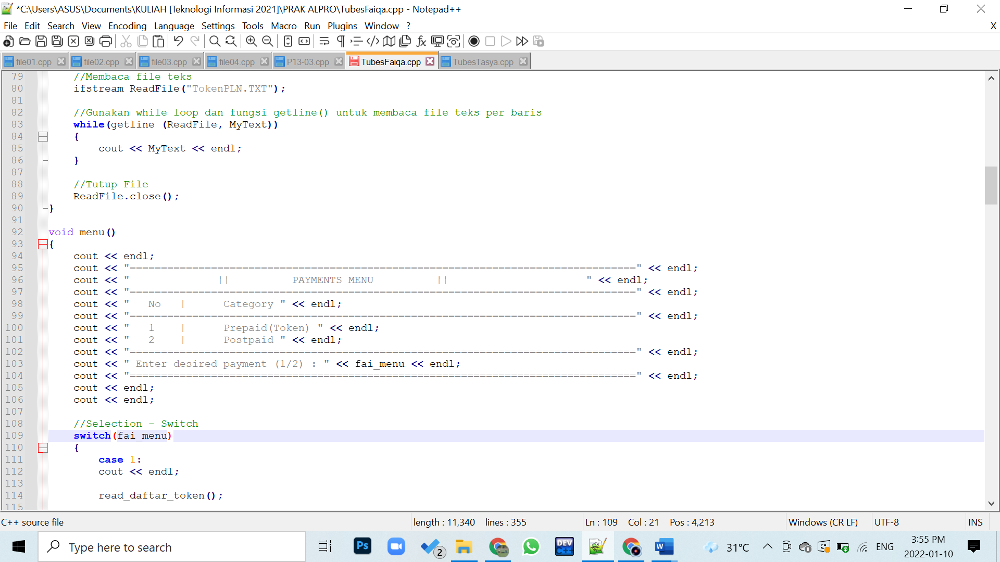 *C:\Users\ASUS\Documents\KULIAH [Teknologi Informasi 2021]\PRAK ALPRO\TubesFaiqa.cpp - Notepad++
File Edit Search View Encoding Language Settings Tools Macro Run Plugins Window ? X
file01.cpp file02.cpp file03.cpp file04.cpp P13-03.cpp TubesFaiqa.cpp TubesTasya.cpp
79 //Membaca file teks
80 ifstream ReadFile("TokenPLN.TXT");
81
82 //Gunakan while loop dan fungsi getline() untuk membaca file teks per baris
83 while(getline (ReadFile, MyText))
84 {
85 cout << MyText << endl;
86 }
87
88 //Tutup File
89 ReadFile.close();
90 }
91
92 void menu()
93 {
94 cout << endl;
95 cout << "=================================================================================" << endl;
96 cout << "              ||          PAYMENTS MENU          ||                      " << endl;
97 cout << "=================================================================================" << endl;
98 cout << "   No   |      Category " << endl;
99 cout << "=================================================================================" << endl;
100 cout << "   1    |      Prepaid(Token) " << endl;
101 cout << "   2    |      Postpaid " << endl;
102 cout << "=================================================================================" << endl;
103 cout << " Enter desired payment (1/2) : " << fai_menu << endl;
104 cout << "=================================================================================" << endl;
105 cout << endl;
106 cout << endl;
107
108 //Selection - Switch
109 switch(fai_menu)
110 {
111 case 1:
112 cout << endl;
113
114 read_daftar_token();
115
C++ source file length : 11,340 lines : 355 Ln : 109 Col : 21 Pos : 4,213 Windows (CR LF) UTF-8 INS
Type here to search Ps 2 DEV C++ W 31°C ENG 3:55 PM
2022-01-10